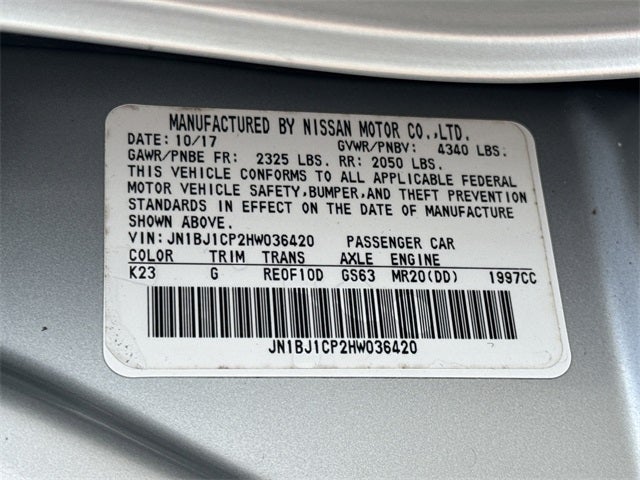 MANUFACTURED BY NISSAN MOTOR CO.,LTD.
DATE: 10/17 GVWR/PNBV: 4340 LBS.
GAWR/PNBE FR: 2325 LBS. RR: 2050 LBS.
THIS VEHICLE CONFORMS TO ALL APPLICABLE FEDERAL
MOTOR VEHICLE SAFETY,BUMPER,AND THEFT PREVENTION
STANDARDS IN EFFECT ON THE DATE OF MANUFACTURE
SHOWN ABOVE.
VIN: JN1BJ1CP2HW036420 PASSENGER CAR
COLOR TRIM TRANS AXLE ENGINE
K23 G RE0F10D GS63 MR20(DD) 1997CC
JN1BJ1CP2HW036420